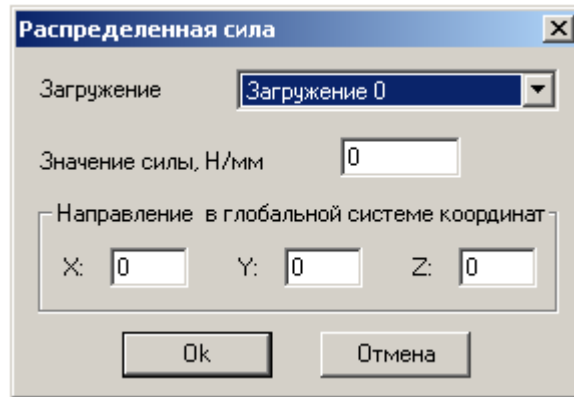 Распределенная сила
Загружение Загружение 0
Значение силы, Н/мм 0
Направление в глобальной системе координат
X: 0 Y: 0 Z: 0
Ok Отмена